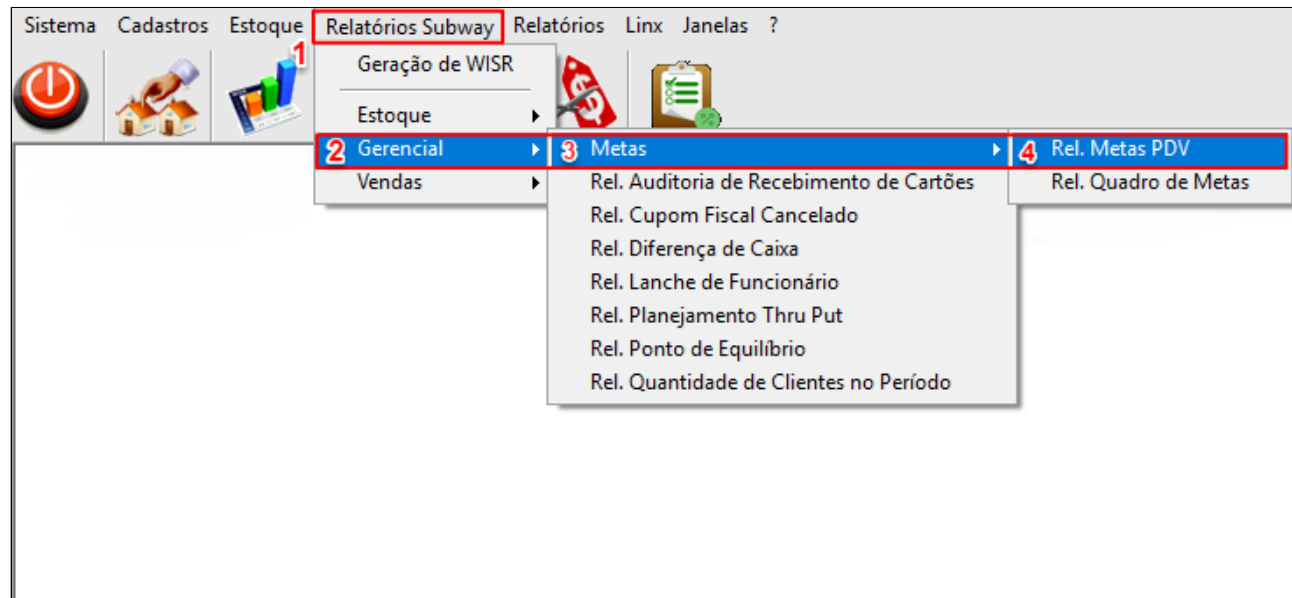 Sistema Cadastros Estoque Relatórios Subway Relatórios Linx Janelas ?
1
Geração de WISR
Estoque
2 Gerencial 3 Metas 4 Rel. Metas PDV
Vendas Rel. Auditoria de Recebimento de Cartões Rel. Quadro de Metas
Rel. Cupom Fiscal Cancelado
Rel. Diferença de Caixa
Rel. Lanche de Funcionário
Rel. Planejamento Thru Put
Rel. Ponto de Equilíbrio
Rel. Quantidade de Clientes no Período